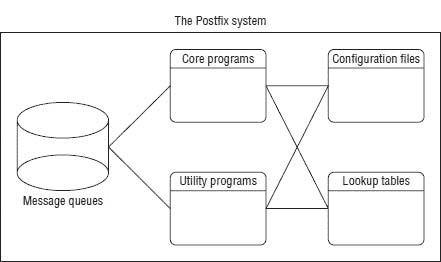 The Postfix system
Core programs
Configuration files
Utility programs
Lookup tables
Message queues